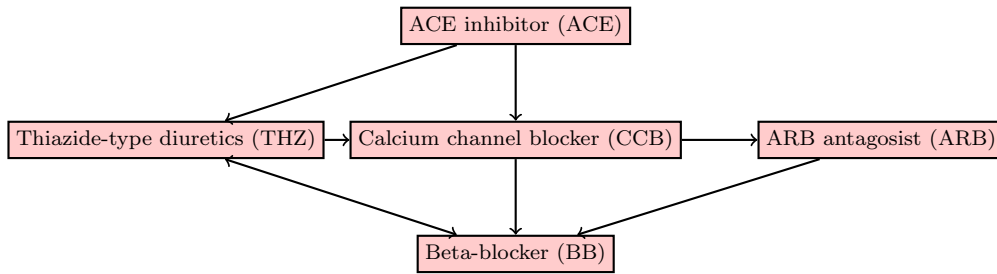 ACE inhibitor (ACE)
Thiazide-type diuretics (THZ)
Calcium channel blocker (CCB)
ARB antagosist (ARB)
Beta-blocker (BB)